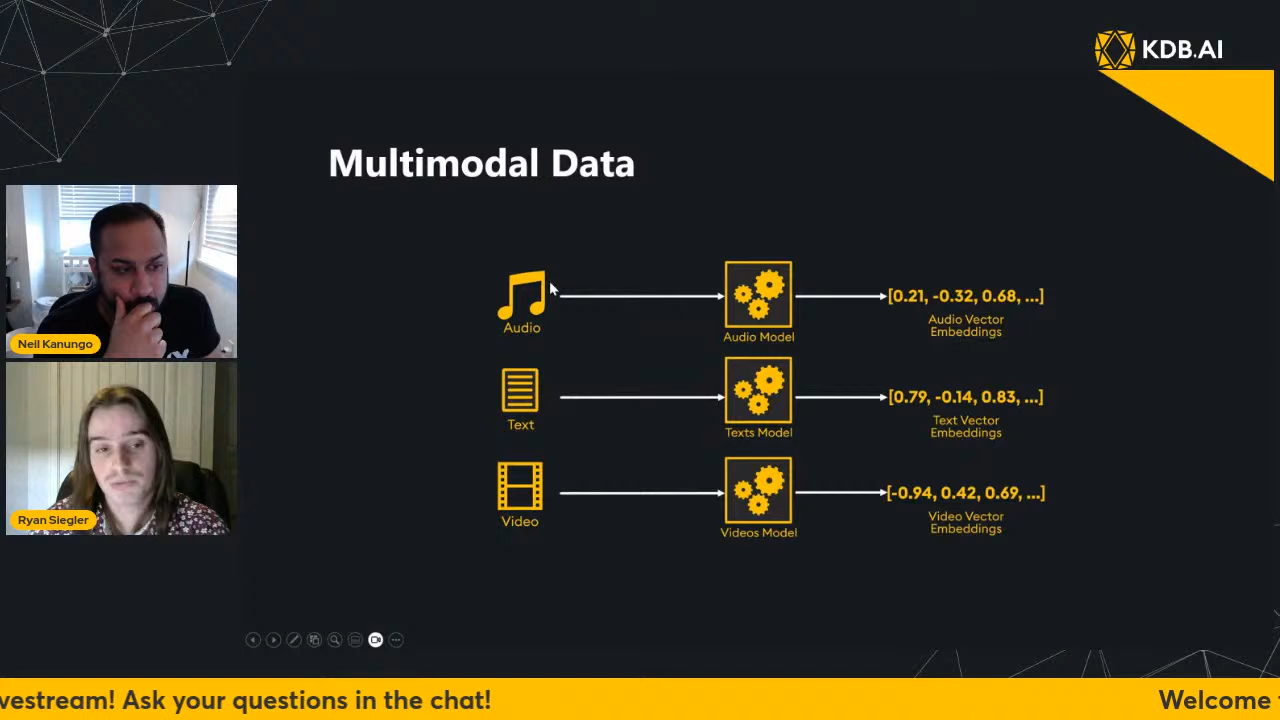 KDB.AI
Multimodal Data
Neil Kanungo
Ryan Siegler
Audio
Audio Model
[0.21, -0.32, 0.68, ...]
Audio Vector
Embeddings
Text
Texts Model
[0.79, -0.14, 0.83, ...]
Text Vector
Embeddings
Video
Videos Model
[-0.94, 0.42, 0.69, ...]
Video Vector
Embeddings
vestream! Ask your questions in the chat!
Welcome